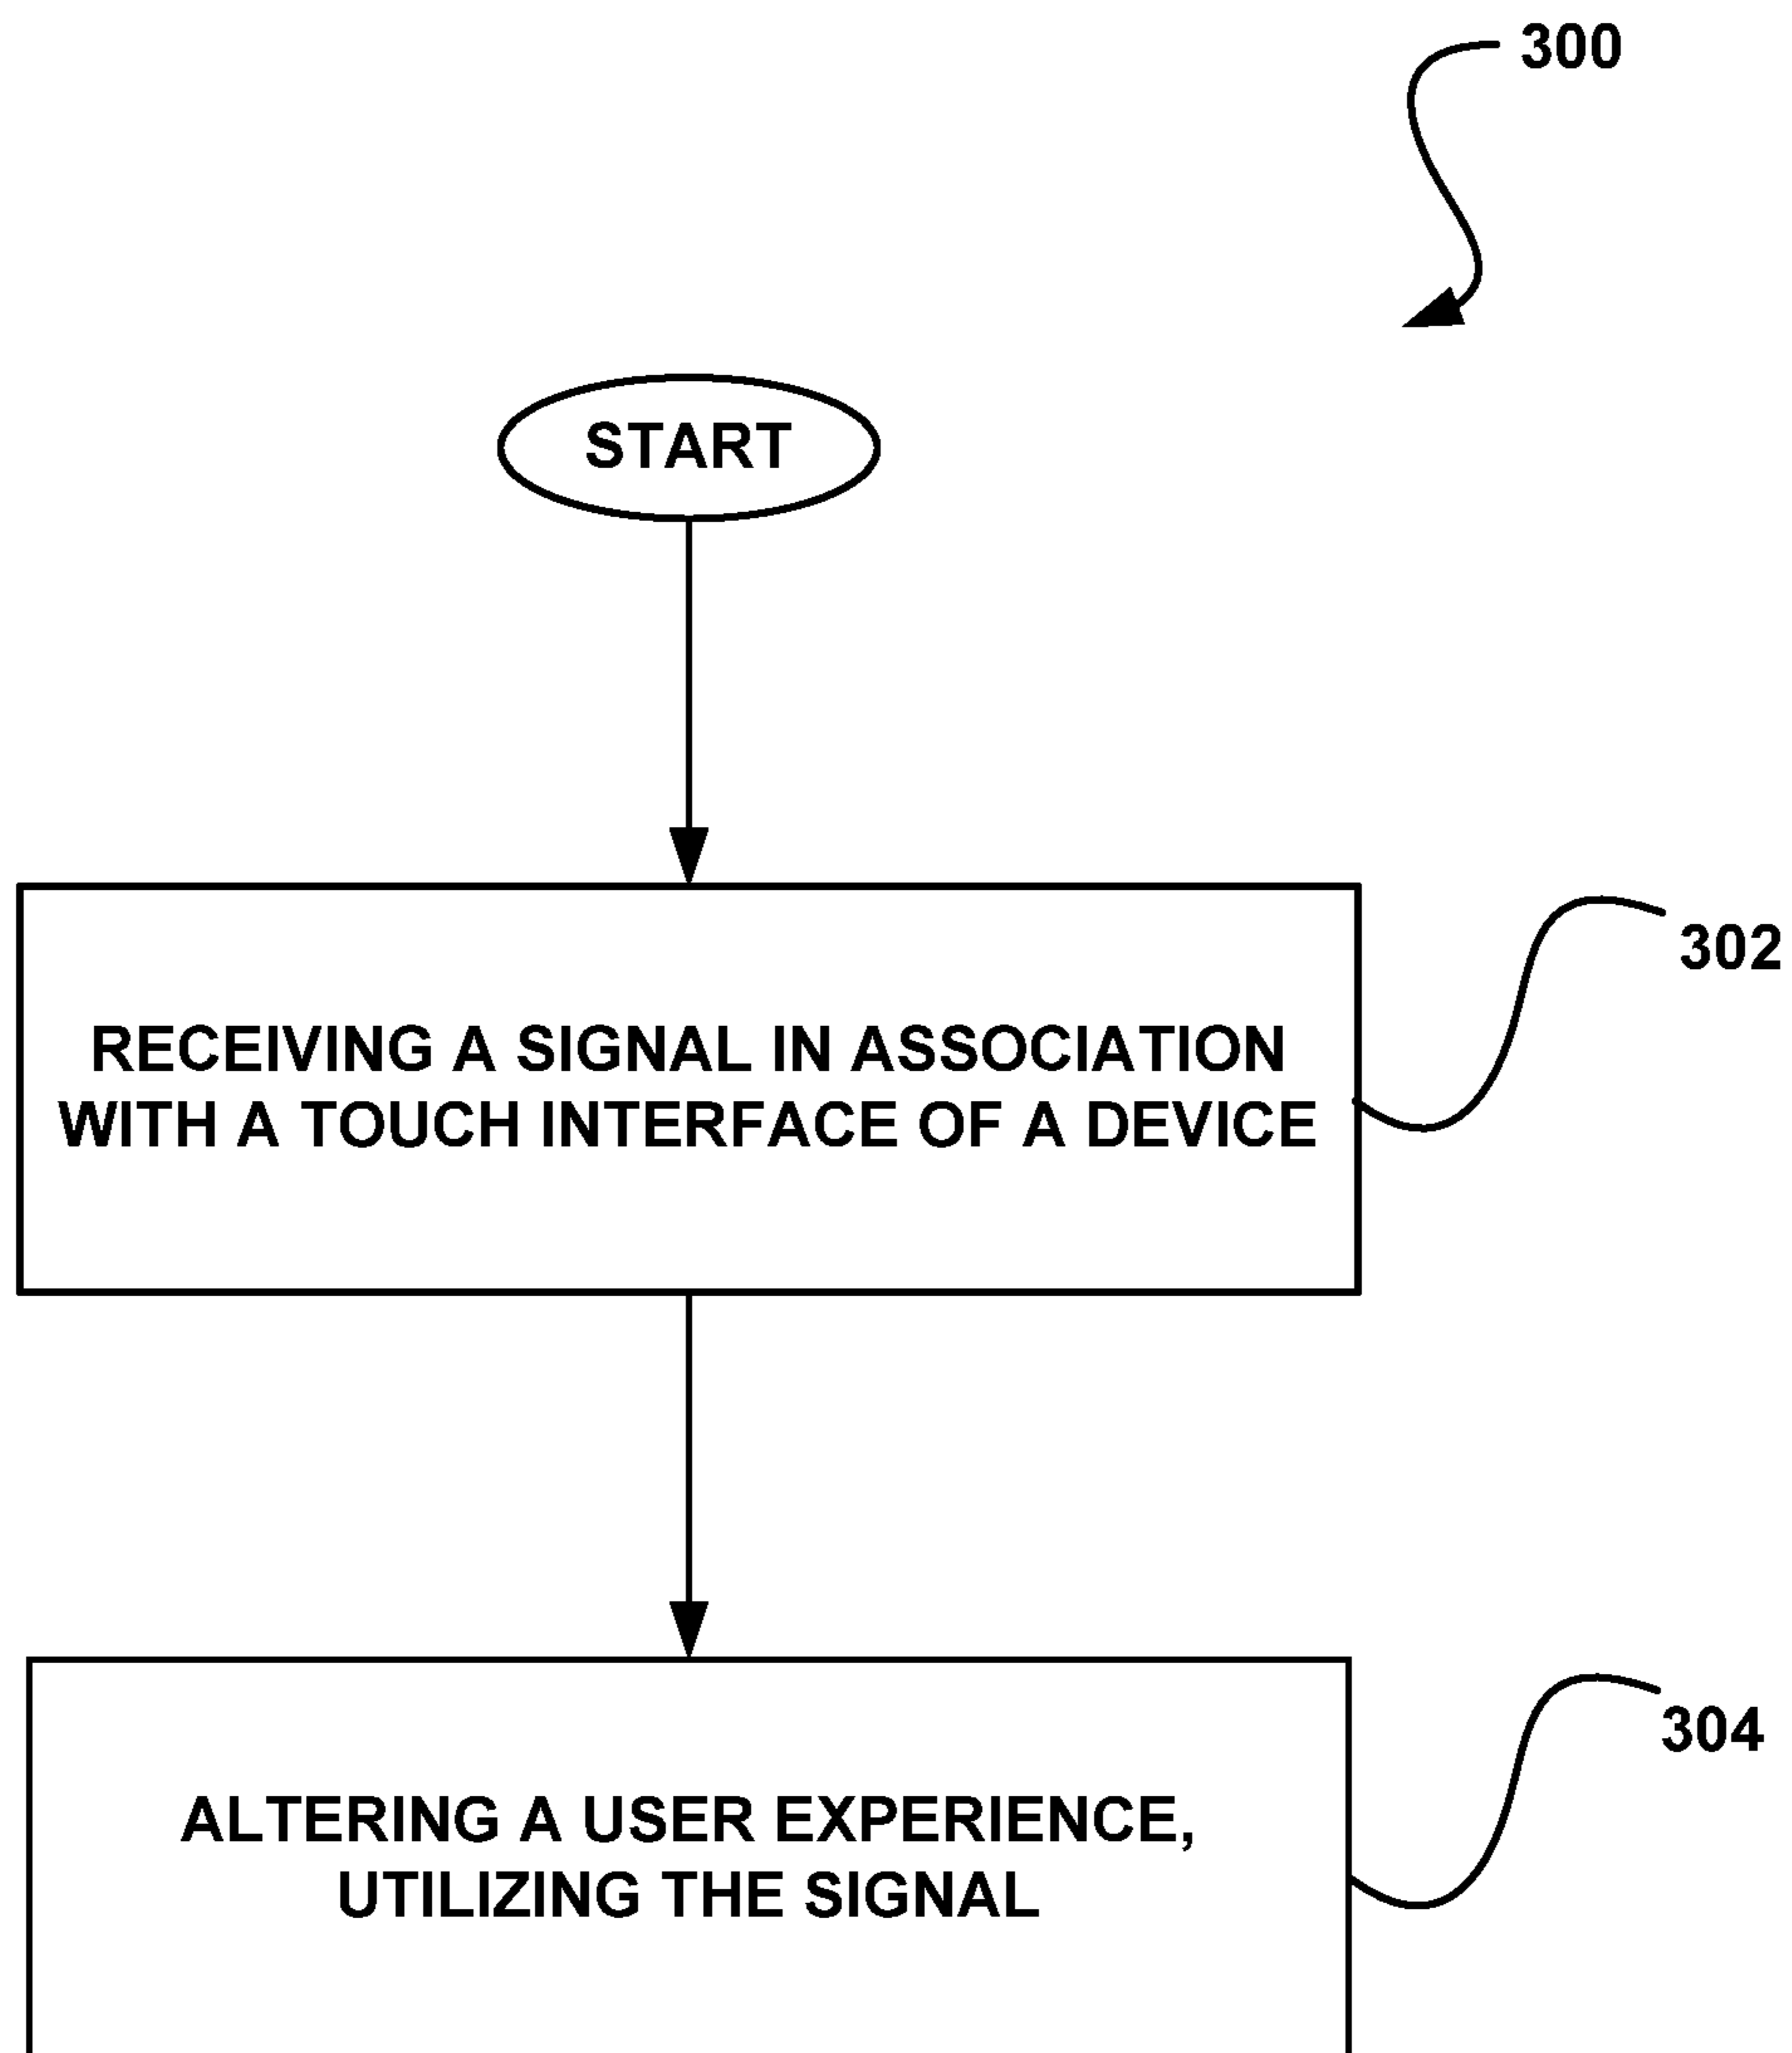 300
START
RECEIVING A SIGNAL IN ASSOCIATION
WITH A TOUCH INTERFACE OF A DEVICE
302
ALTERING A USER EXPERIENCE,
UTILIZING THE SIGNAL
304